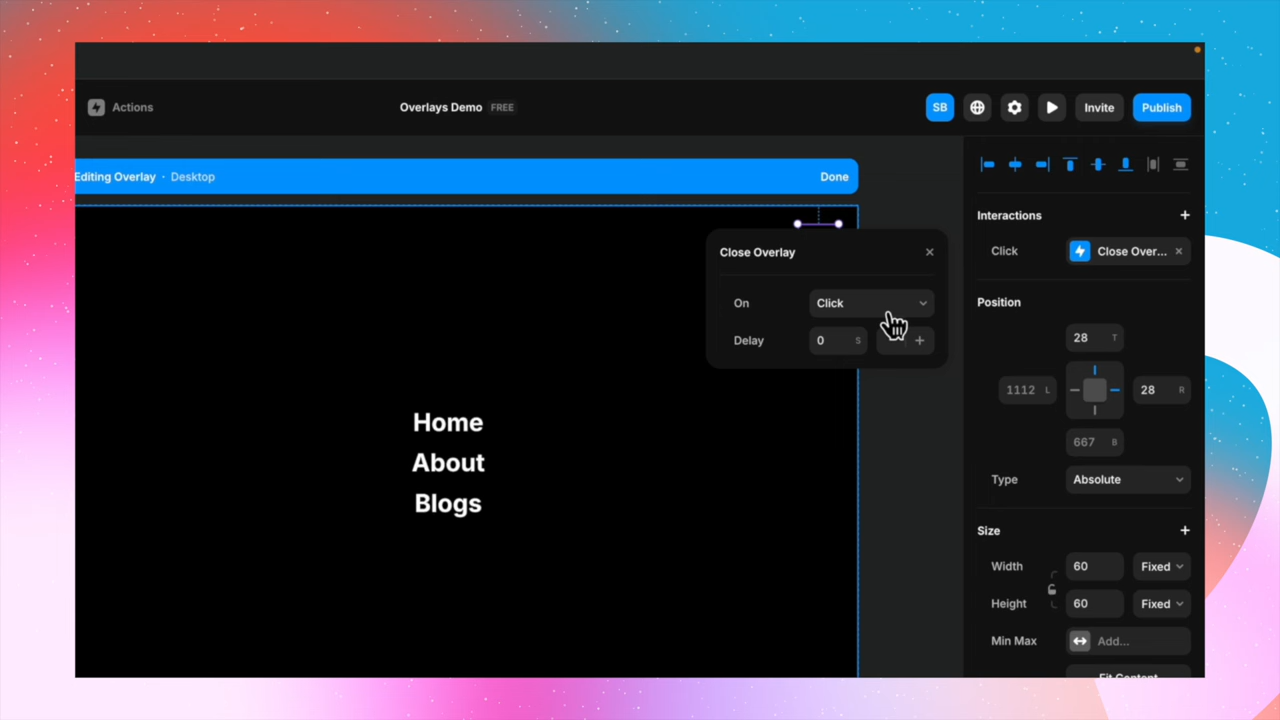 Actions
Overlays Demo FREE
SB
Invite
Publish
Editing Overlay · Desktop
Done
Interactions
Click
Close Over...
Close Overlay
On
Click
Delay
0 S
Position
28 T
1112 L
28 R
667 B
Type
Absolute
Home
About
Blogs
Size
Width
60
Fixed
Height
60
Fixed
Min Max
Add...
Fit Content